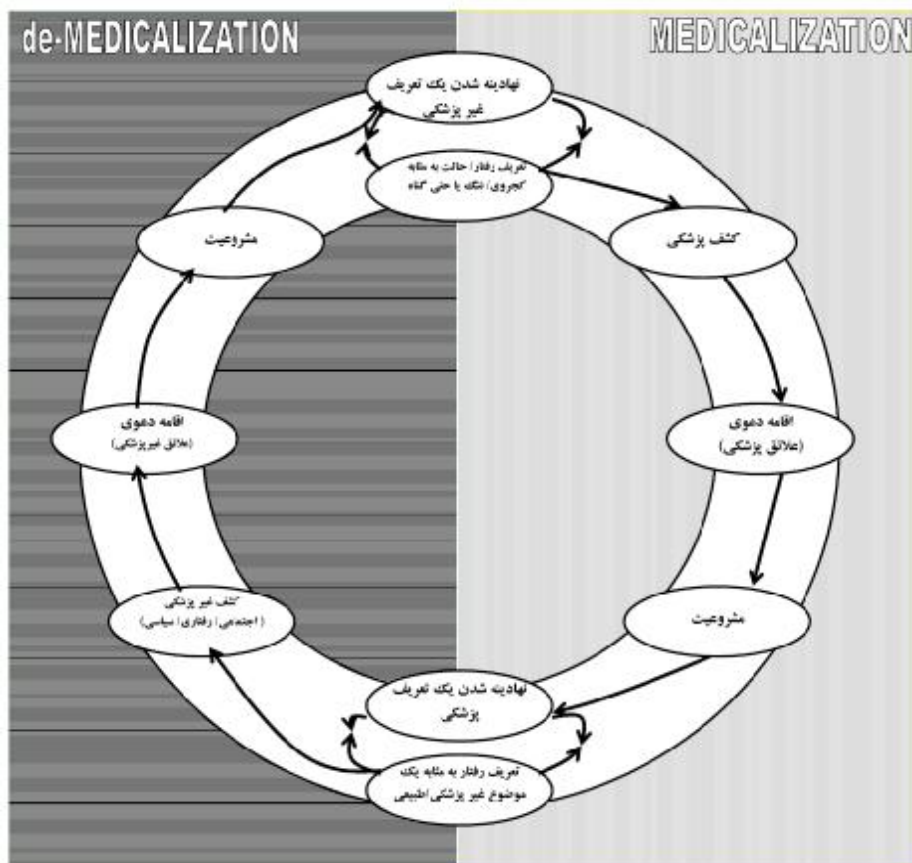 de-MEDICALIZATION
MEDICALIZATION
نهادینه شدن یک تعریف
غیر پزشکی
تعریف رفتار/ حالت به مثابه
کجروی/ ننگ یا حتی گناه
مشروعیت
کشف پزشکی
اقامه دعوی
(علائق غیرپزشکی)
اقامه دعوی
(علائق پزشکی)
کشف غیر پزشکی
(اجتماعی/ رفتاری/ سیاسی)
مشروعیت
نهادینه شدن یک تعریف
پزشکی
تعریف رفتار به مثابه یک
موضوع غیر پزشکی/طبیعی